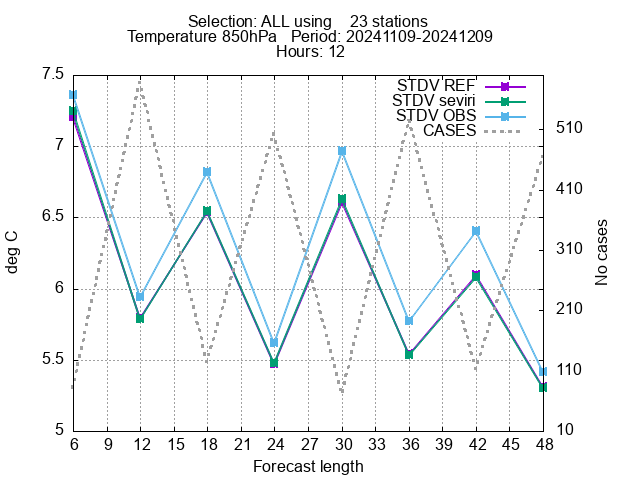 Selection: ALL using    23 stations
Temperature 850hPa   Period: 20241109-20241209
Hours: 12
STDV REF
STDV seviri
STDV OBS
CASES
7.5
7
6.5
6
5.5
5
deg C
510
410
310
210
110
10
No cases
6 9 12 15 18 21 24 27 30 33 36 39 42 45 48
Forecast length